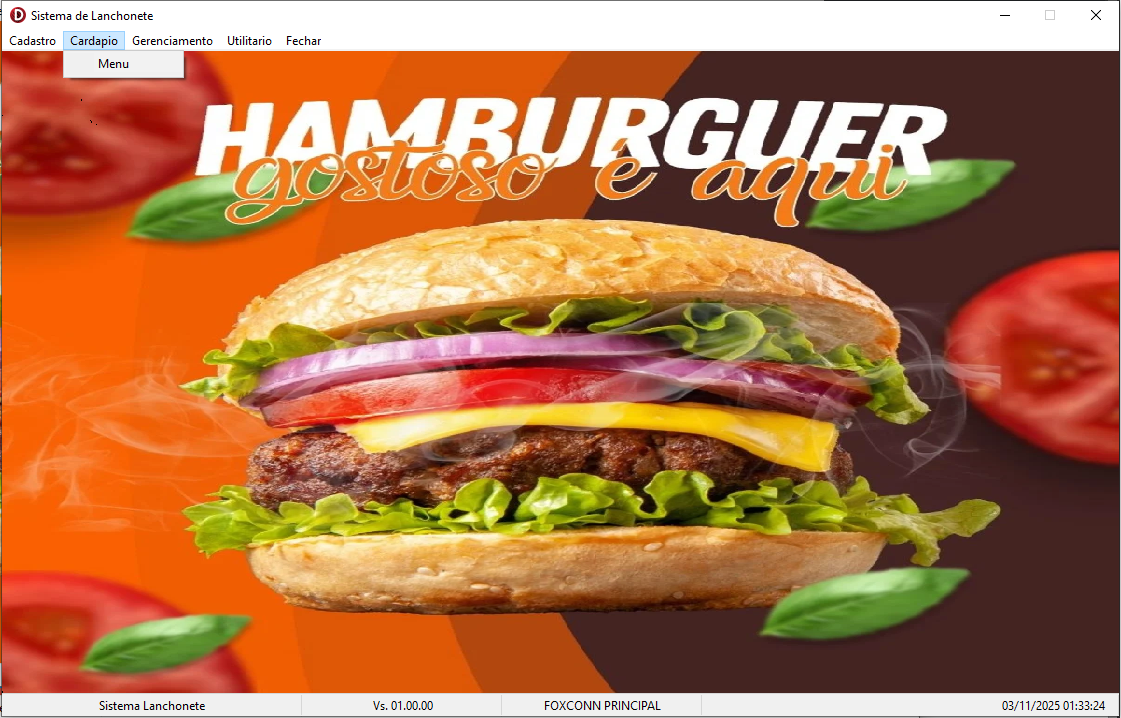 Sistema de Lanchonete
Cadastro Cardapio Gerenciamento Utilitario Fechar
Menu
HAMBURGUER
gostoso é aqui
Sistema Lanchonete Vs. 01.00.00 FOXCONN PRINCIPAL 03/11/2025 01:33:24